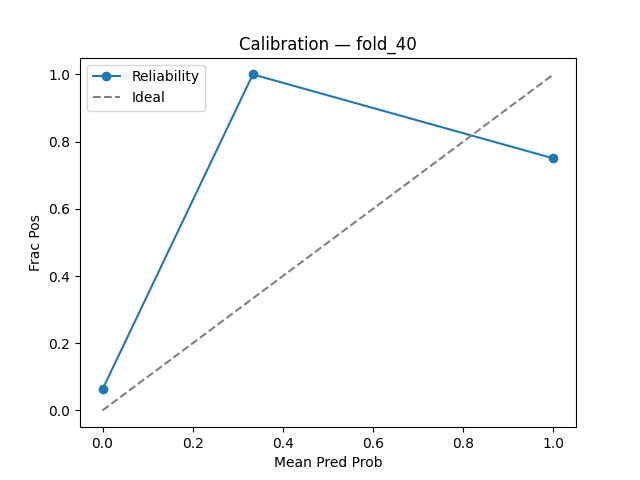 Calibration — fold_40
Reliability
Ideal
Frac Pos
1.0
0.8
0.6
0.4
0.2
0.0
0.0 0.2 0.4 0.6 0.8 1.0
Mean Pred Prob